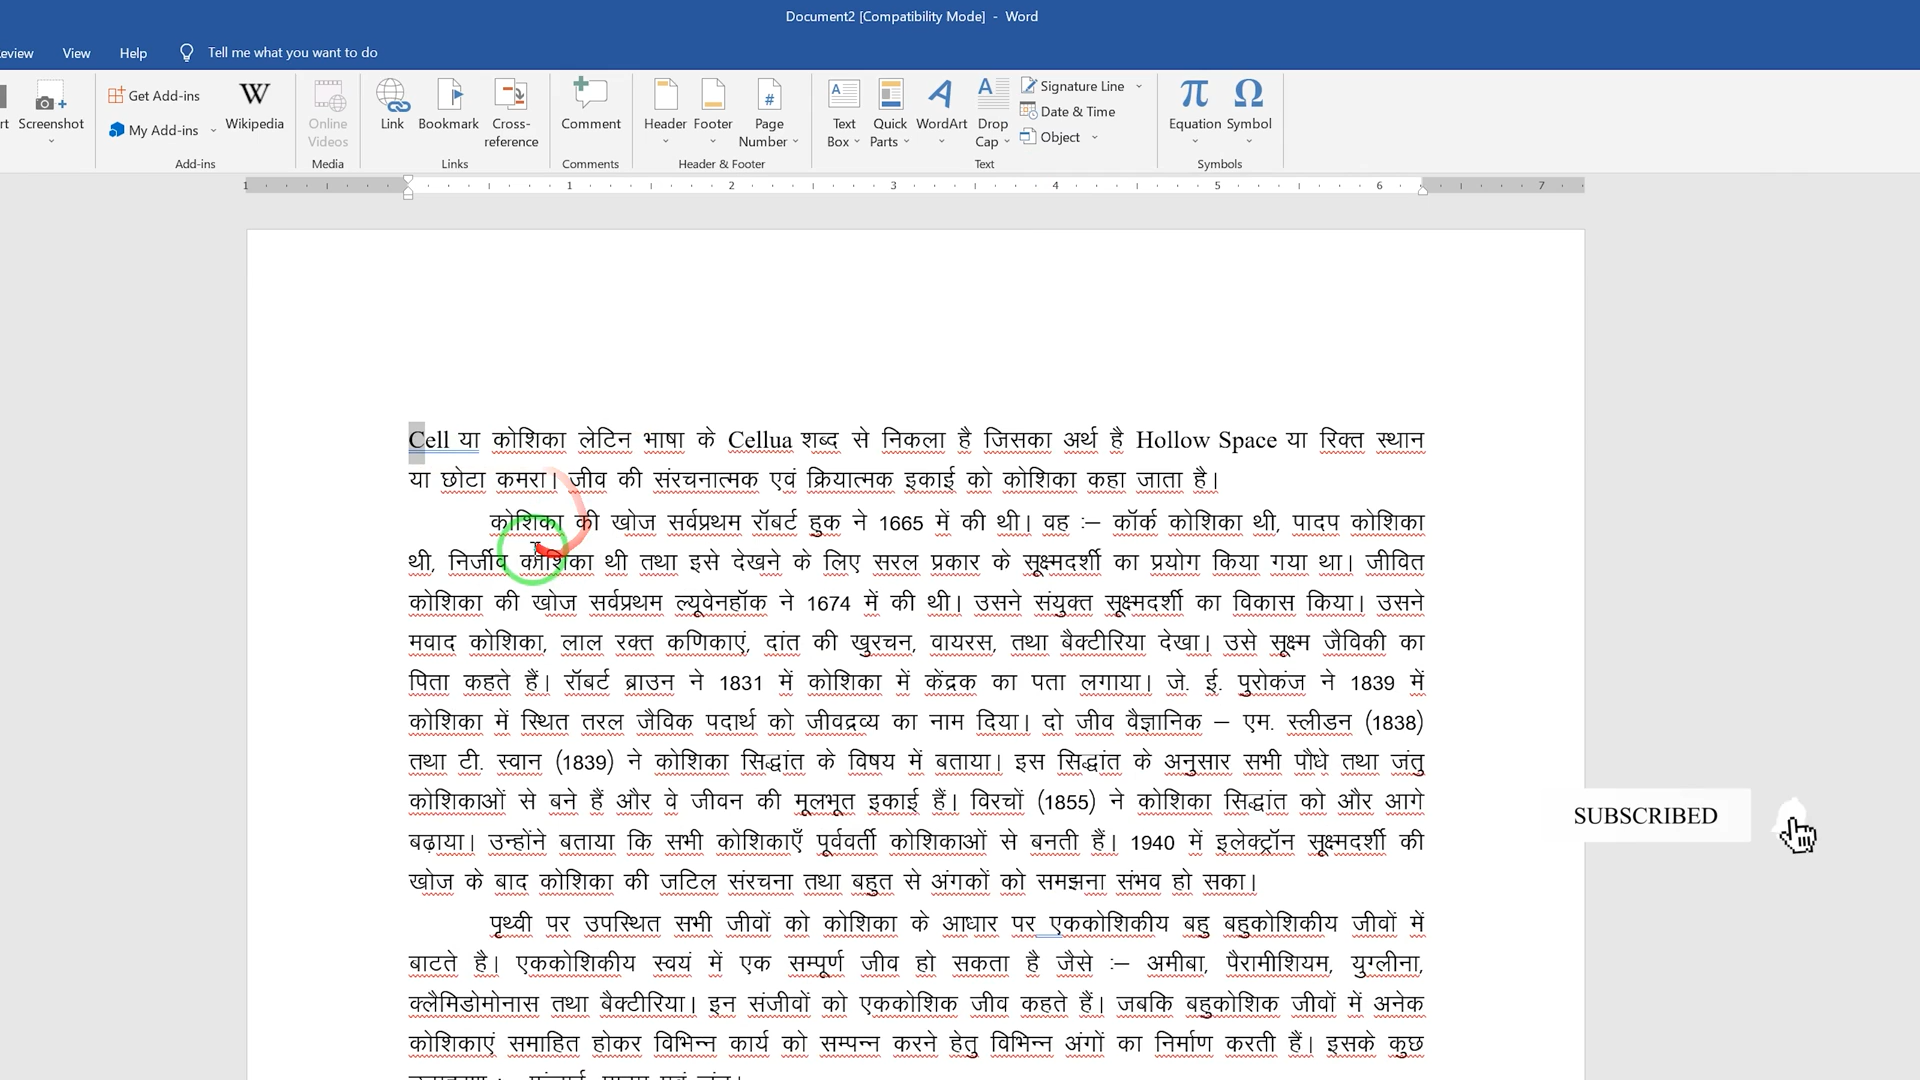 Document2 [Compatibility Mode] - Word
eview View Help Tell me what you want to do
Screenshot
Get Add-ins
My Add-ins
Wikipedia
Online Videos
Link
Bookmark
Cross-reference
Comment
Header
Footer
Page Number
Text Box
Quick Parts
WordArt
Drop Cap
Signature Line
Date & Time
Object
Equation
Symbol
Add-ins Media Links Comments Header & Footer Text Symbols
1 1 2 3 4 5 6 7
Cell या कोशिका लेटिन भाषा के Cellua शब्द से निकला है जिसका अर्थ है Hollow Space या रिक्त स्थान
या छोटा कमरा। जीव की संरचनात्मक एवं क्रियात्मक इकाई को कोशिका कहा जाता है।
कोशिका की खोज सर्वप्रथम रॉबर्ट हुक ने 1665 में की थी। वह :– कॉर्क कोशिका थी, पादप कोशिका
थी, निर्जीव कोशिका थी तथा इसे देखने के लिए सरल प्रकार के सूक्ष्मदर्शी का प्रयोग किया गया था। जीवित
कोशिका की खोज सर्वप्रथम ल्यूवेनहॉक ने 1674 में की थी। उसने संयुक्त सूक्ष्मदर्शी का विकास किया। उसने
मवाद कोशिका, लाल रक्त कणिकाएं, दांत की खुरचन, वायरस, तथा बैक्टीरिया देखा। उसे सूक्ष्म जैविकी का
पिता कहते हैं। रॉबर्ट ब्राउन ने 1831 में कोशिका में केंद्रक का पता लगाया। जे. ई. पुरोकंज ने 1839 में
कोशिका में स्थित तरल जैविक पदार्थ को जीवद्रव्य का नाम दिया। दो जीव वैज्ञानिक – एम. स्लीडन (1838)
तथा टी. स्वान (1839) ने कोशिका सिद्धांत के विषय में बताया। इस सिद्धांत के अनुसार सभी पौधे तथा जंतु
कोशिकाओं से बने हैं और वे जीवन की मूलभूत इकाई हैं। विरचों (1855) ने कोशिका सिद्धांत को और आगे
बढ़ाया। उन्होंने बताया कि सभी कोशिकाएँ पूर्ववर्ती कोशिकाओं से बनती हैं। 1940 में इलेक्ट्रॉन सूक्ष्मदर्शी की
खोज के बाद कोशिका की जटिल संरचना तथा बहुत से अंगकों को समझना संभव हो सका।
पृथ्वी पर उपस्थित सभी जीवों को कोशिका के आधार पर एककोशिकीय बहु बहुकोशिकीय जीवों में
बाटते है। एककोशिकीय स्वयं में एक सम्पूर्ण जीव हो सकता है जैसे :– अमीबा, पैरामीशियम, युग्लीना,
क्लैमिडोमोनास तथा बैक्टीरिया। इन संजीवों को एककोशिक जीव कहते हैं। जबकि बहुकोशिक जीवों में अनेक
कोशिकाएं समाहित होकर विभिन्न कार्य को सम्पन्न करने हेतु विभिन्न अंगों का निर्माण करती हैं। इसके कुछ
SUBSCRIBED